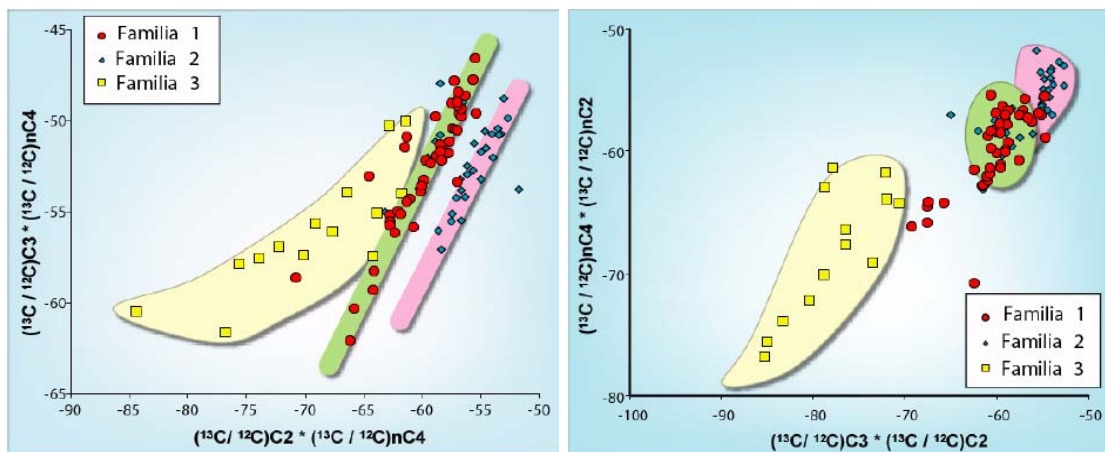 -45
-50
-55
-60
-65
-90 -85 -80 -75 -70 -65 -60 -55 -50
Familia 1
Familia 2
Familia 3
(¹³C / ¹²C)C3 * (¹³C / ¹²C)nC4
(¹³C/ ¹²C)C2 * (¹³C / ¹²C)nC4
-50
-60
-70
-80
-100 -90 -80 -70 -60 -50
Familia 1
Familia 2
Familia 3
(¹³C / ¹²C)nC4 * (¹³C / ¹²C)nC2
(¹³C/ ¹²C)C3 * (¹³C / ¹²C)C2